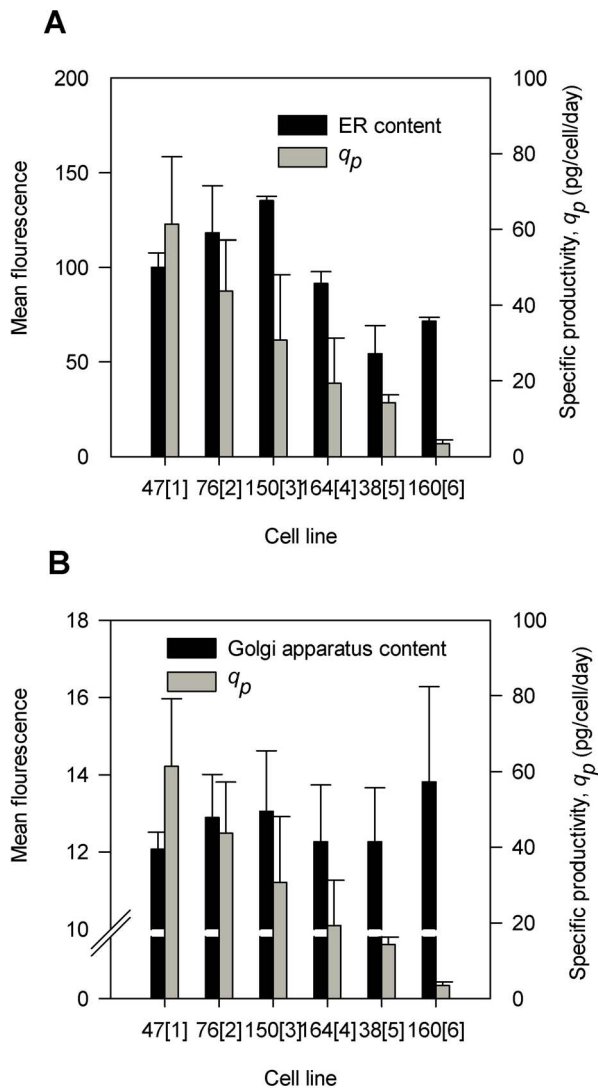 A
200
150
100
50
0
Mean flourescence
ER content
qp
100
80
60
40
20
0
Specific productivity, qp (pg/cell/day)
47[1] 76[2] 150[3] 164[4] 38[5] 160[6]
Cell line
B
18
16
14
12
10
0
Mean flourescence
Golgi apparatus content
qp
100
80
60
40
20
0
Specific productivity, qp (pg/cell/day)
47[1] 76[2] 150[3] 164[4] 38[5] 160[6]
Cell line